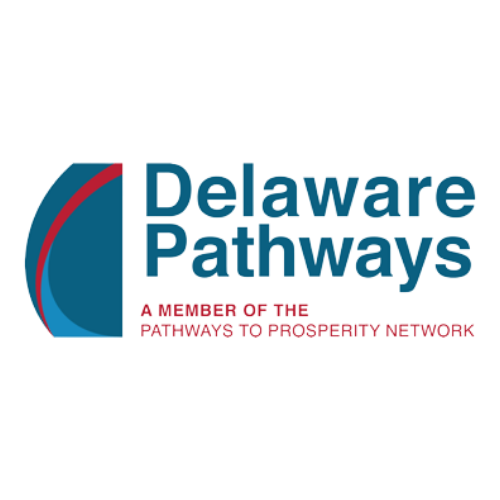 Delaware
Pathways
A MEMBER OF THE
PATHWAYS TO PROSPERITY NETWORK